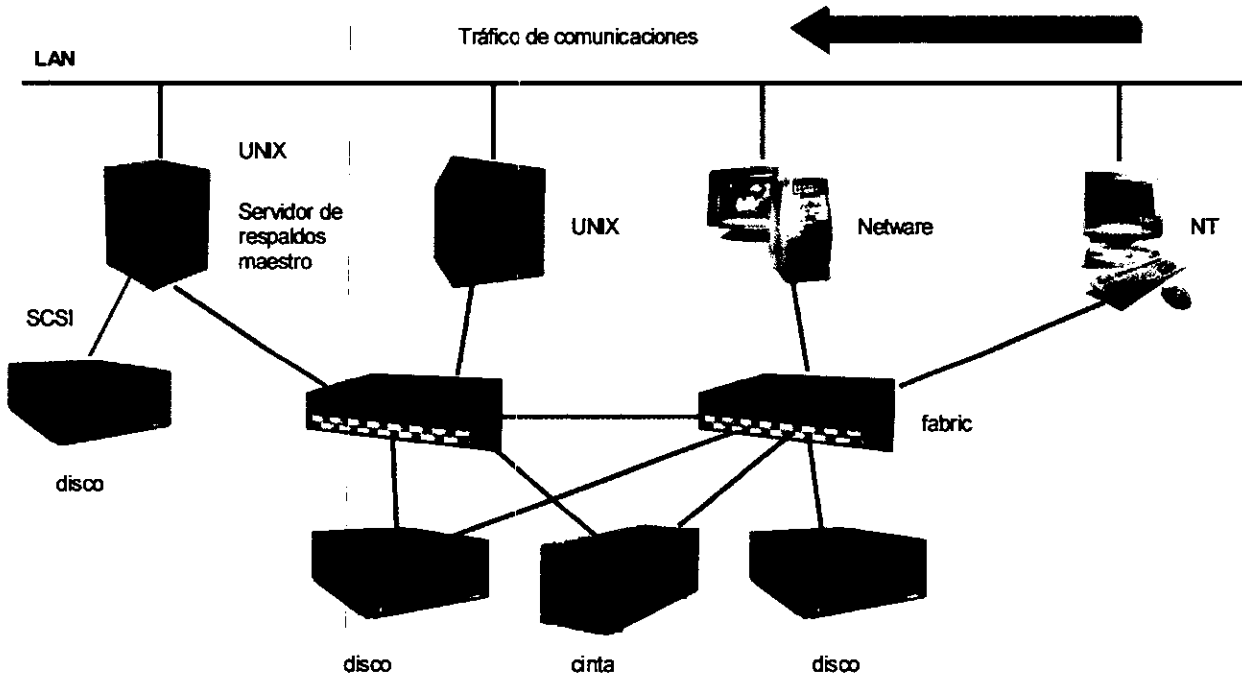 Tráfico de comunicaciones
LAN
UNIX
Servidor de
respaldos
maestro
UNIX
Netware
NT
SCSI
fabric
disco
disco
cinta
disco